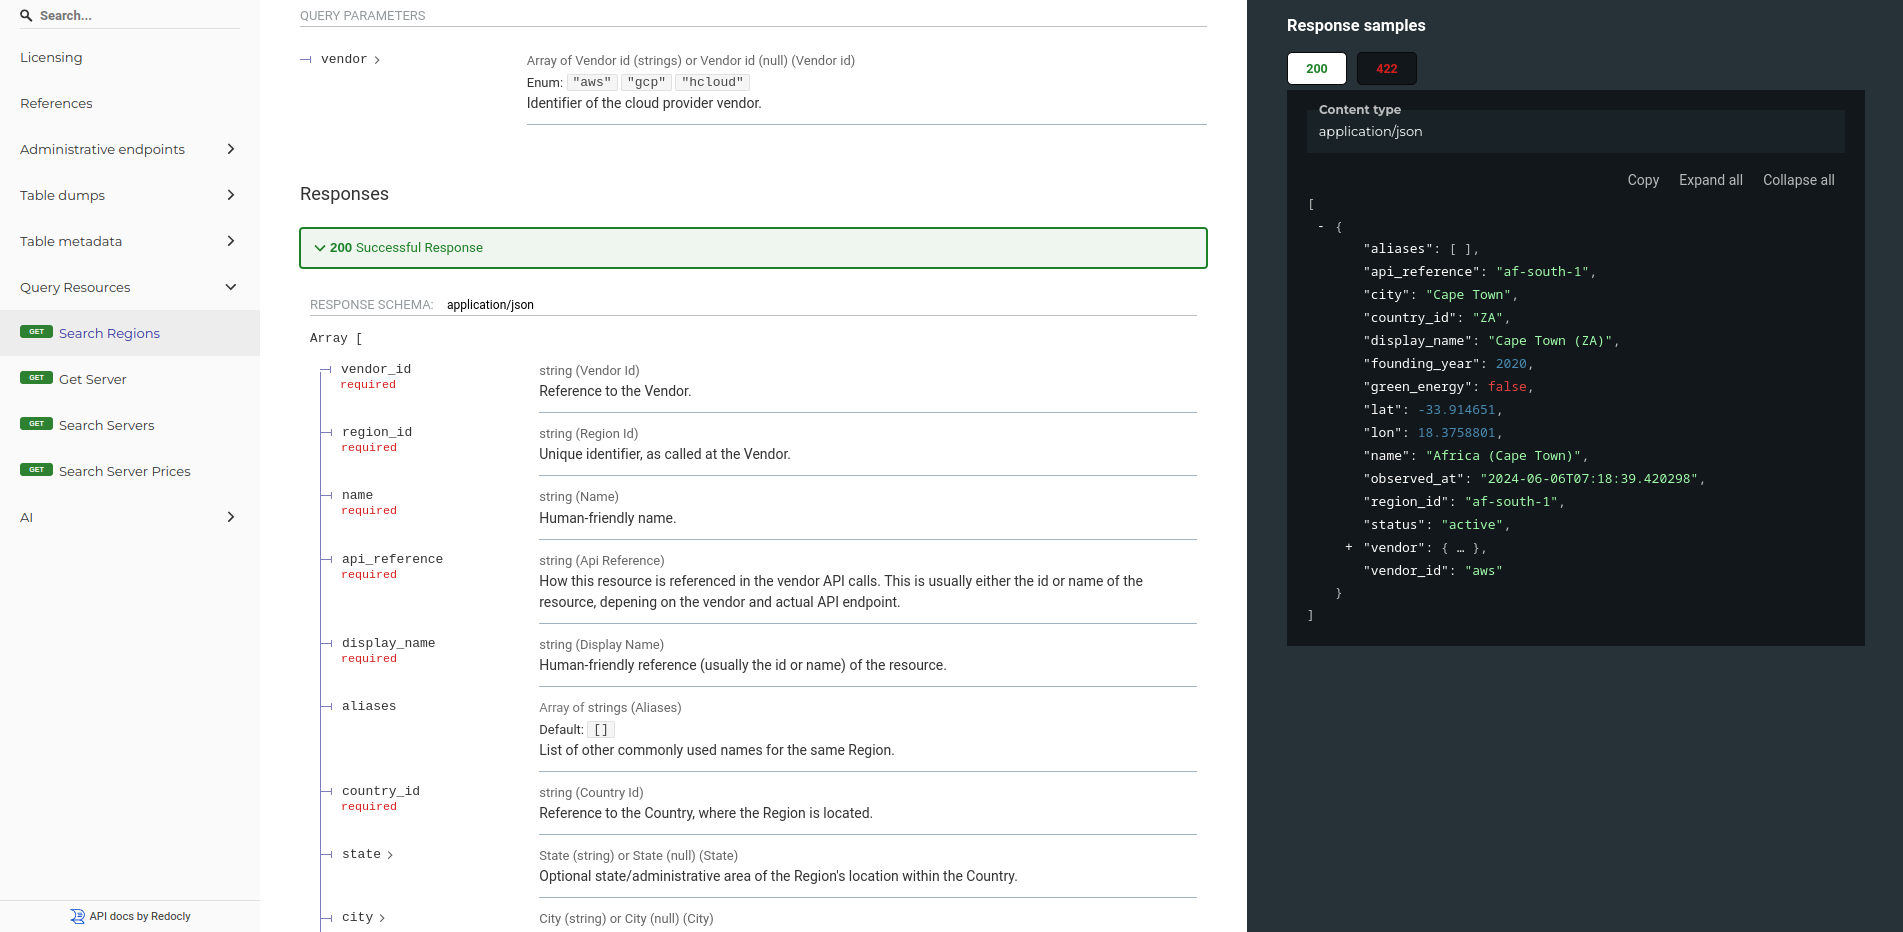 Search...
Licensing
References
Administrative endpoints
Table dumps
Table metadata
Query Resources
GET Search Regions
GET Get Server
GET Search Servers
GET Search Server Prices
AI
API docs by Redocly
QUERY PARAMETERS
vendor
Array of Vendor id (strings) or Vendor id (null) (Vendor id)
Enum: "aws" "gcp" "hcloud"
Identifier of the cloud provider vendor.
Responses
200 Successful Response
RESPONSE SCHEMA: application/json
Array [
vendor_id
required
string (Vendor Id)
Reference to the Vendor.
region_id
required
string (Region Id)
Unique identifier, as called at the Vendor.
name
required
string (Name)
Human-friendly name.
api_reference
required
string (Api Reference)
How this resource is referenced in the vendor API calls. This is usually either the id or name of the
resource, depening on the vendor and actual API endpoint.
display_name
required
string (Display Name)
Human-friendly reference (usually the id or name) of the resource.
aliases
Array of strings (Aliases)
Default: []
List of other commonly used names for the same Region.
country_id
required
string (Country Id)
Reference to the Country, where the Region is located.
state
State (string) or State (null) (State)
Optional state/administrative area of the Region's location within the Country.
city
City (string) or City (null) (City)
Response samples
200 422
Content type
application/json
Copy Expand all Collapse all
[
- {
"aliases": [ ],
"api_reference": "af-south-1",
"city": "Cape Town",
"country_id": "ZA",
"display_name": "Cape Town (ZA)",
"founding_year": 2020,
"green_energy": false,
"lat": -33.914651,
"lon": 18.3758801,
"name": "Africa (Cape Town)",
"observed_at": "2024-06-06T07:18:39.420298",
"region_id": "af-south-1",
"status": "active",
+ "vendor": { … },
"vendor_id": "aws"
}
]